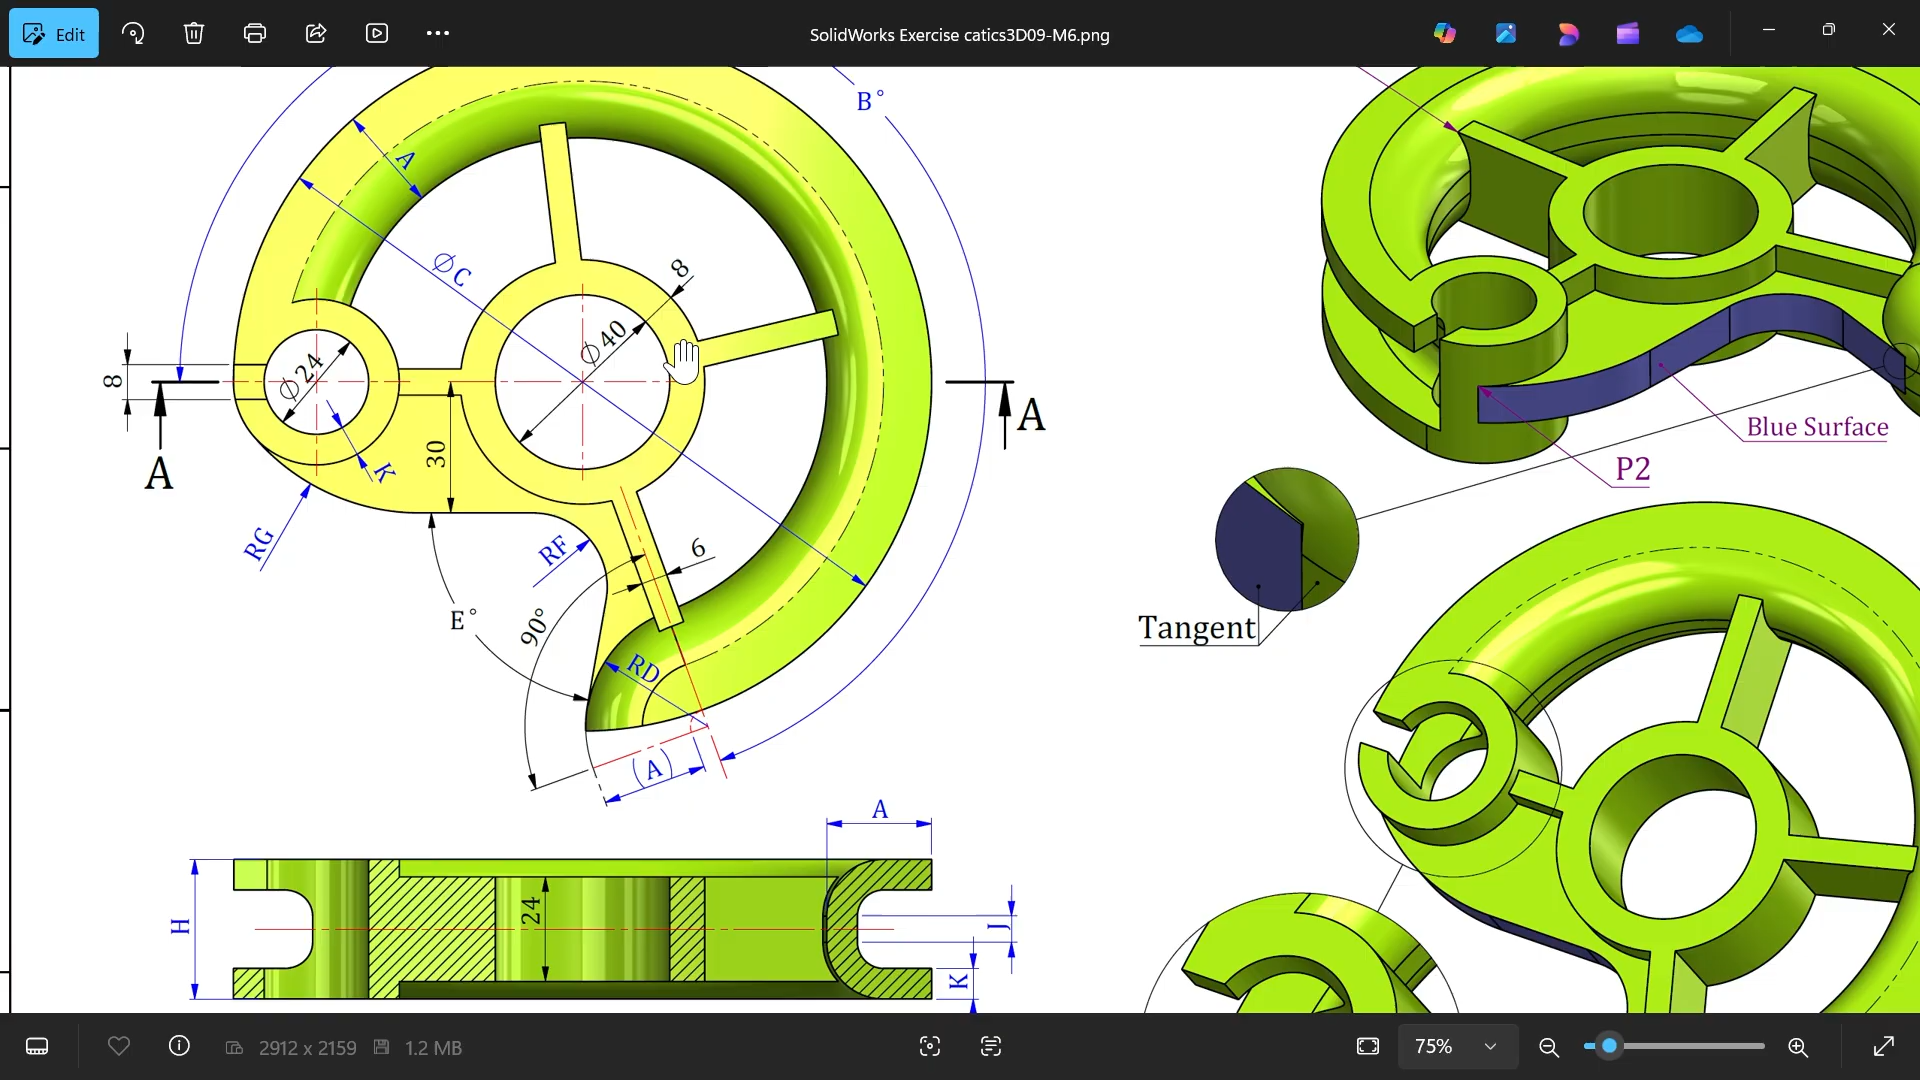 Edit
SolidWorks Exercise catics3D09-M6.png
B°
A
ØC
8
Ø40
8
Ø24
A
A
K
30
RG
RF
6
E°
90°
RD
(A)
Blue Surface
P2
Tangent
A
H
24
J
K
2912 x 2159
1.2 MB
75%